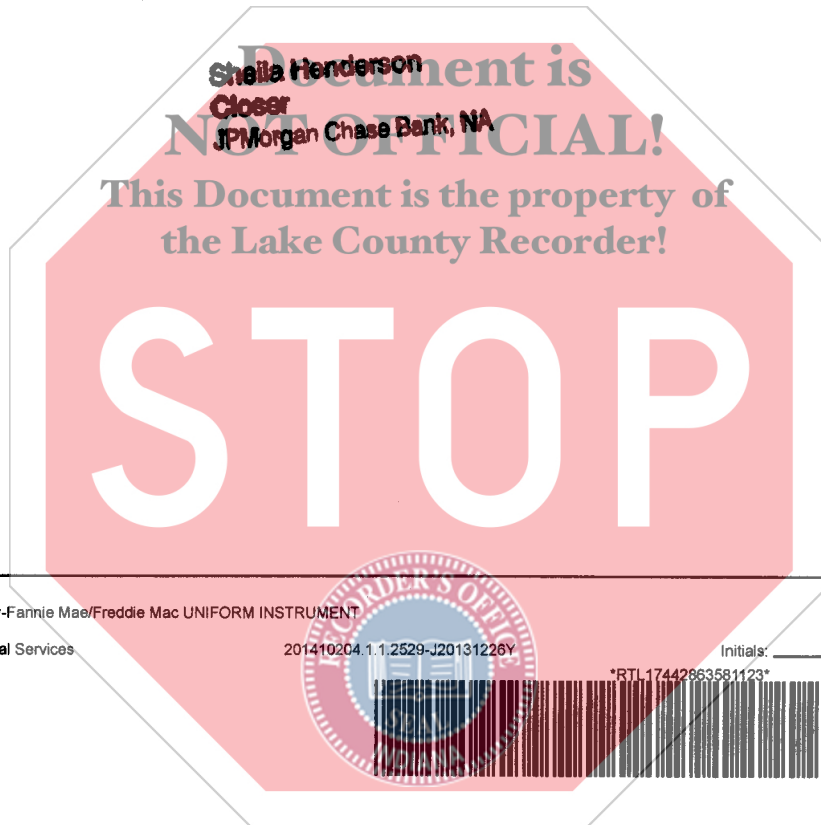 Document is
Sheila Henderson
Closer
NOT OFFICIAL!
JPMorgan Chase Bank, NA
This Document is the property of
the Lake County Recorder!
STOP
-Fannie Mae/Freddie Mac UNIFORM INSTRUMENT
al Services 201410204.1.1.2529-J20131226Y Initials:
*RTL17442863581123*
RECORDER'S OFFICE
SEAL
INDIANA